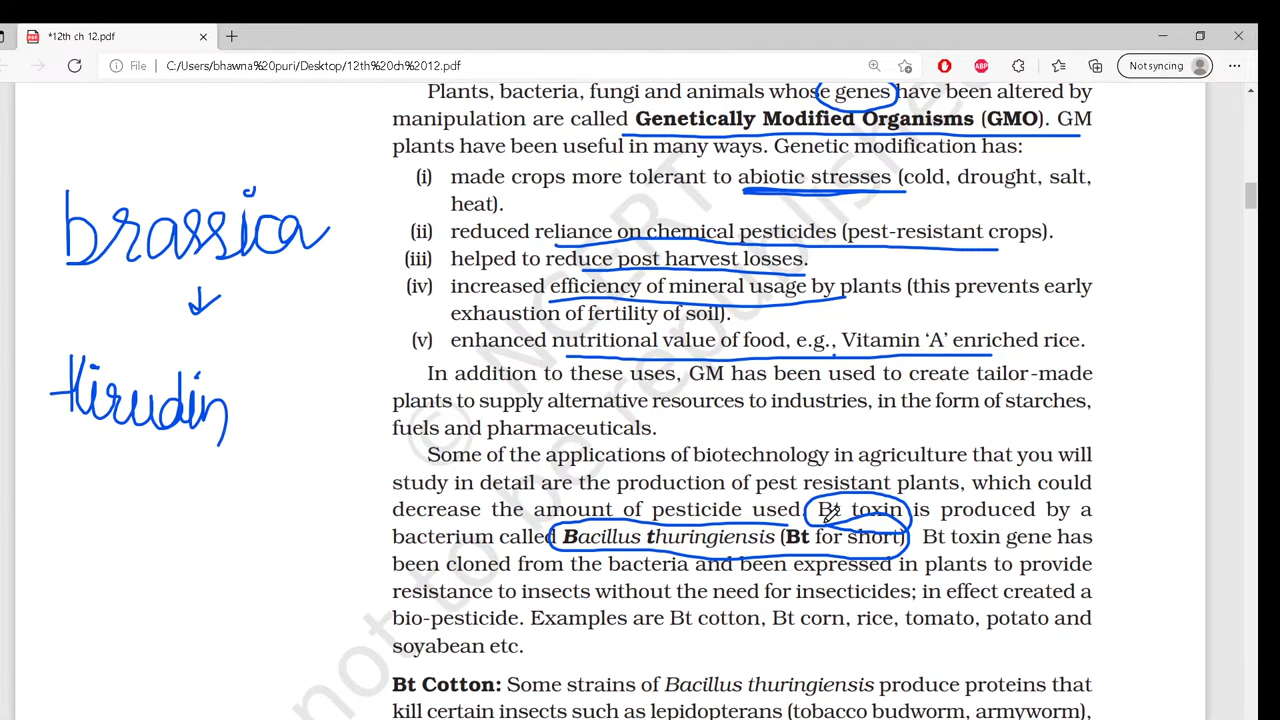 *12th ch 12.pdf
File C:/Users/bhawna%20puri/Desktop/12th%20ch%2012.pdf
ABP
Not syncing
Plants, bacteria, fungi and animals whose genes have been altered by
manipulation are called Genetically Modified Organisms (GMO). GM
plants have been useful in many ways. Genetic modification has:
(i) made crops more tolerant to abiotic stresses (cold, drought, salt,
heat).
(ii) reduced reliance on chemical pesticides (pest-resistant crops).
(iii) helped to reduce post harvest losses.
(iv) increased efficiency of mineral usage by plants (this prevents early
exhaustion of fertility of soil).
(v) enhanced nutritional value of food, e.g., Vitamin ‘A’ enriched rice.
In addition to these uses, GM has been used to create tailor-made
plants to supply alternative resources to industries, in the form of starches,
fuels and pharmaceuticals.
Some of the applications of biotechnology in agriculture that you will
study in detail are the production of pest resistant plants, which could
decrease the amount of pesticide used. Bt toxin is produced by a
bacterium called Bacillus thuringiensis (Bt for short). Bt toxin gene has
been cloned from the bacteria and been expressed in plants to provide
resistance to insects without the need for insecticides; in effect created a
bio-pesticide. Examples are Bt cotton, Bt corn, rice, tomato, potato and
soyabean etc.
Bt Cotton: Some strains of Bacillus thuringiensis produce proteins that
kill certain insects such as lepidopterans (tobacco budworm, armyworm),
brassica
↓
Hirudin
© NCERT
not to be republished